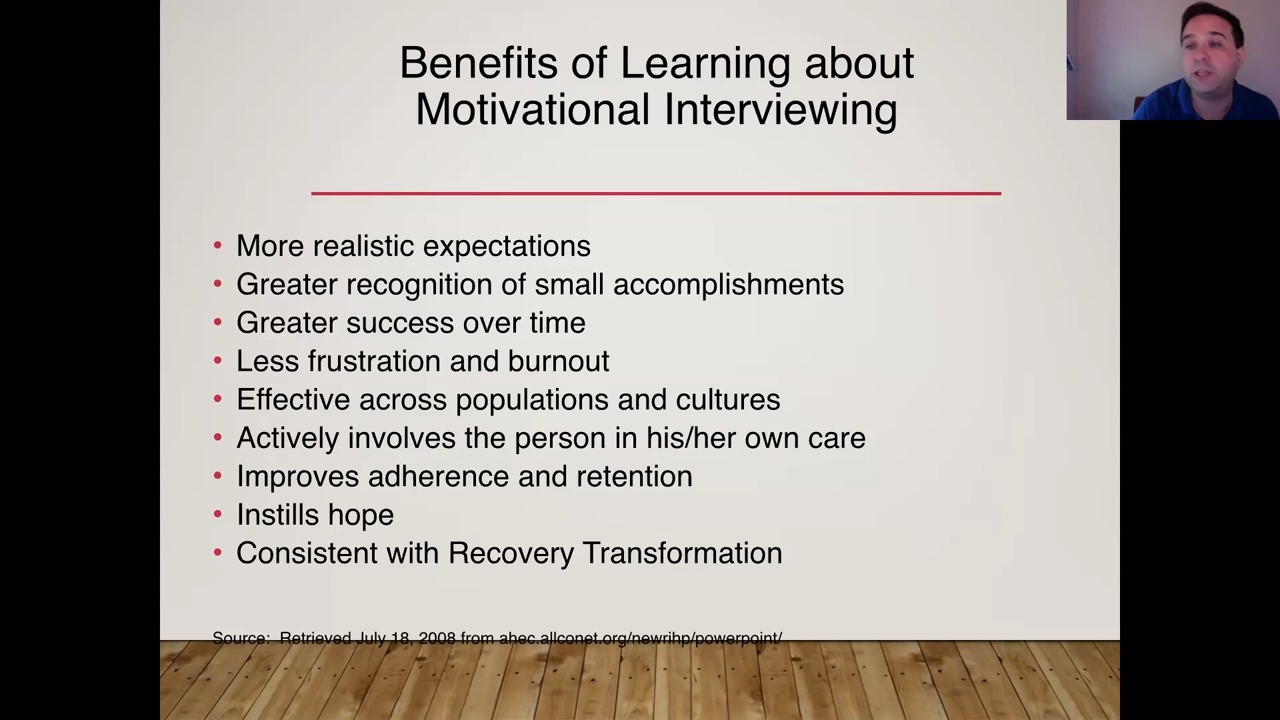 Benefits of Learning about
Motivational Interviewing
• More realistic expectations
• Greater recognition of small accomplishments
• Greater success over time
• Less frustration and burnout
• Effective across populations and cultures
• Actively involves the person in his/her own care
• Improves adherence and retention
• Instills hope
• Consistent with Recovery Transformation
Source: Retrieved July 18, 2008 from ahec.allconet.org/newrihp/powerpoint/